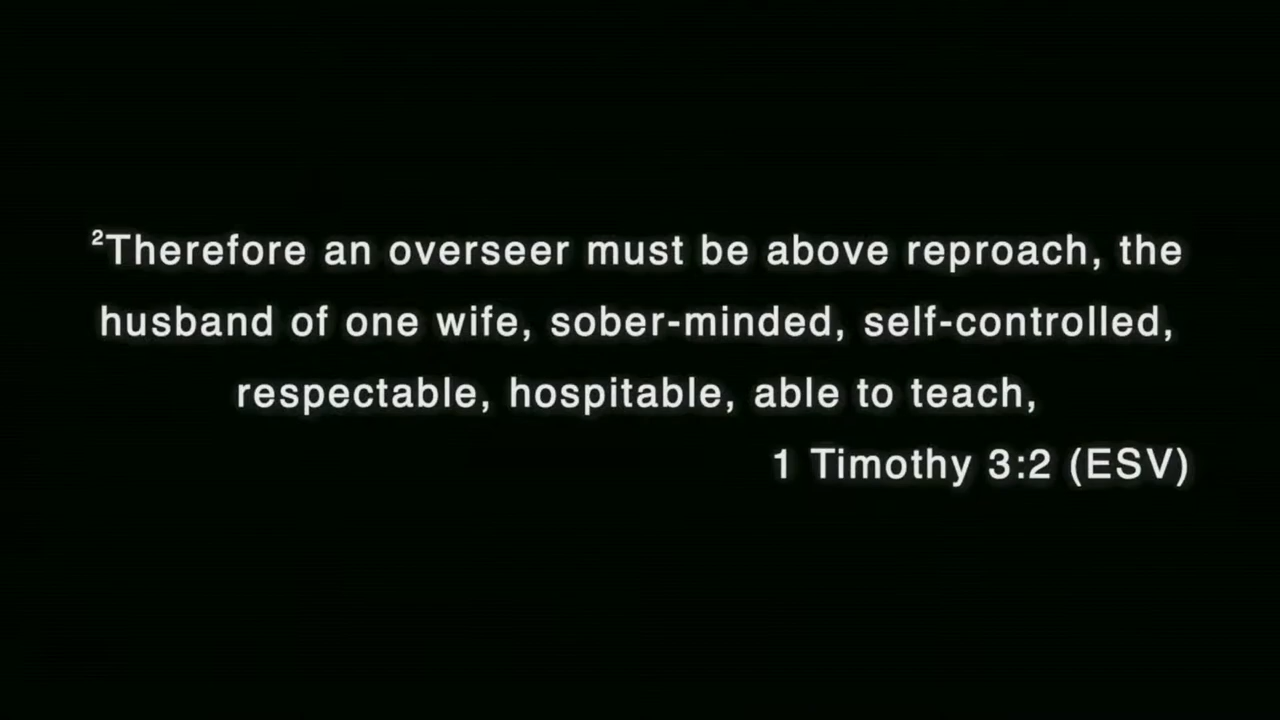 ²Therefore an overseer must be above reproach, the
husband of one wife, sober-minded, self-controlled,
respectable, hospitable, able to teach,
1 Timothy 3:2 (ESV)